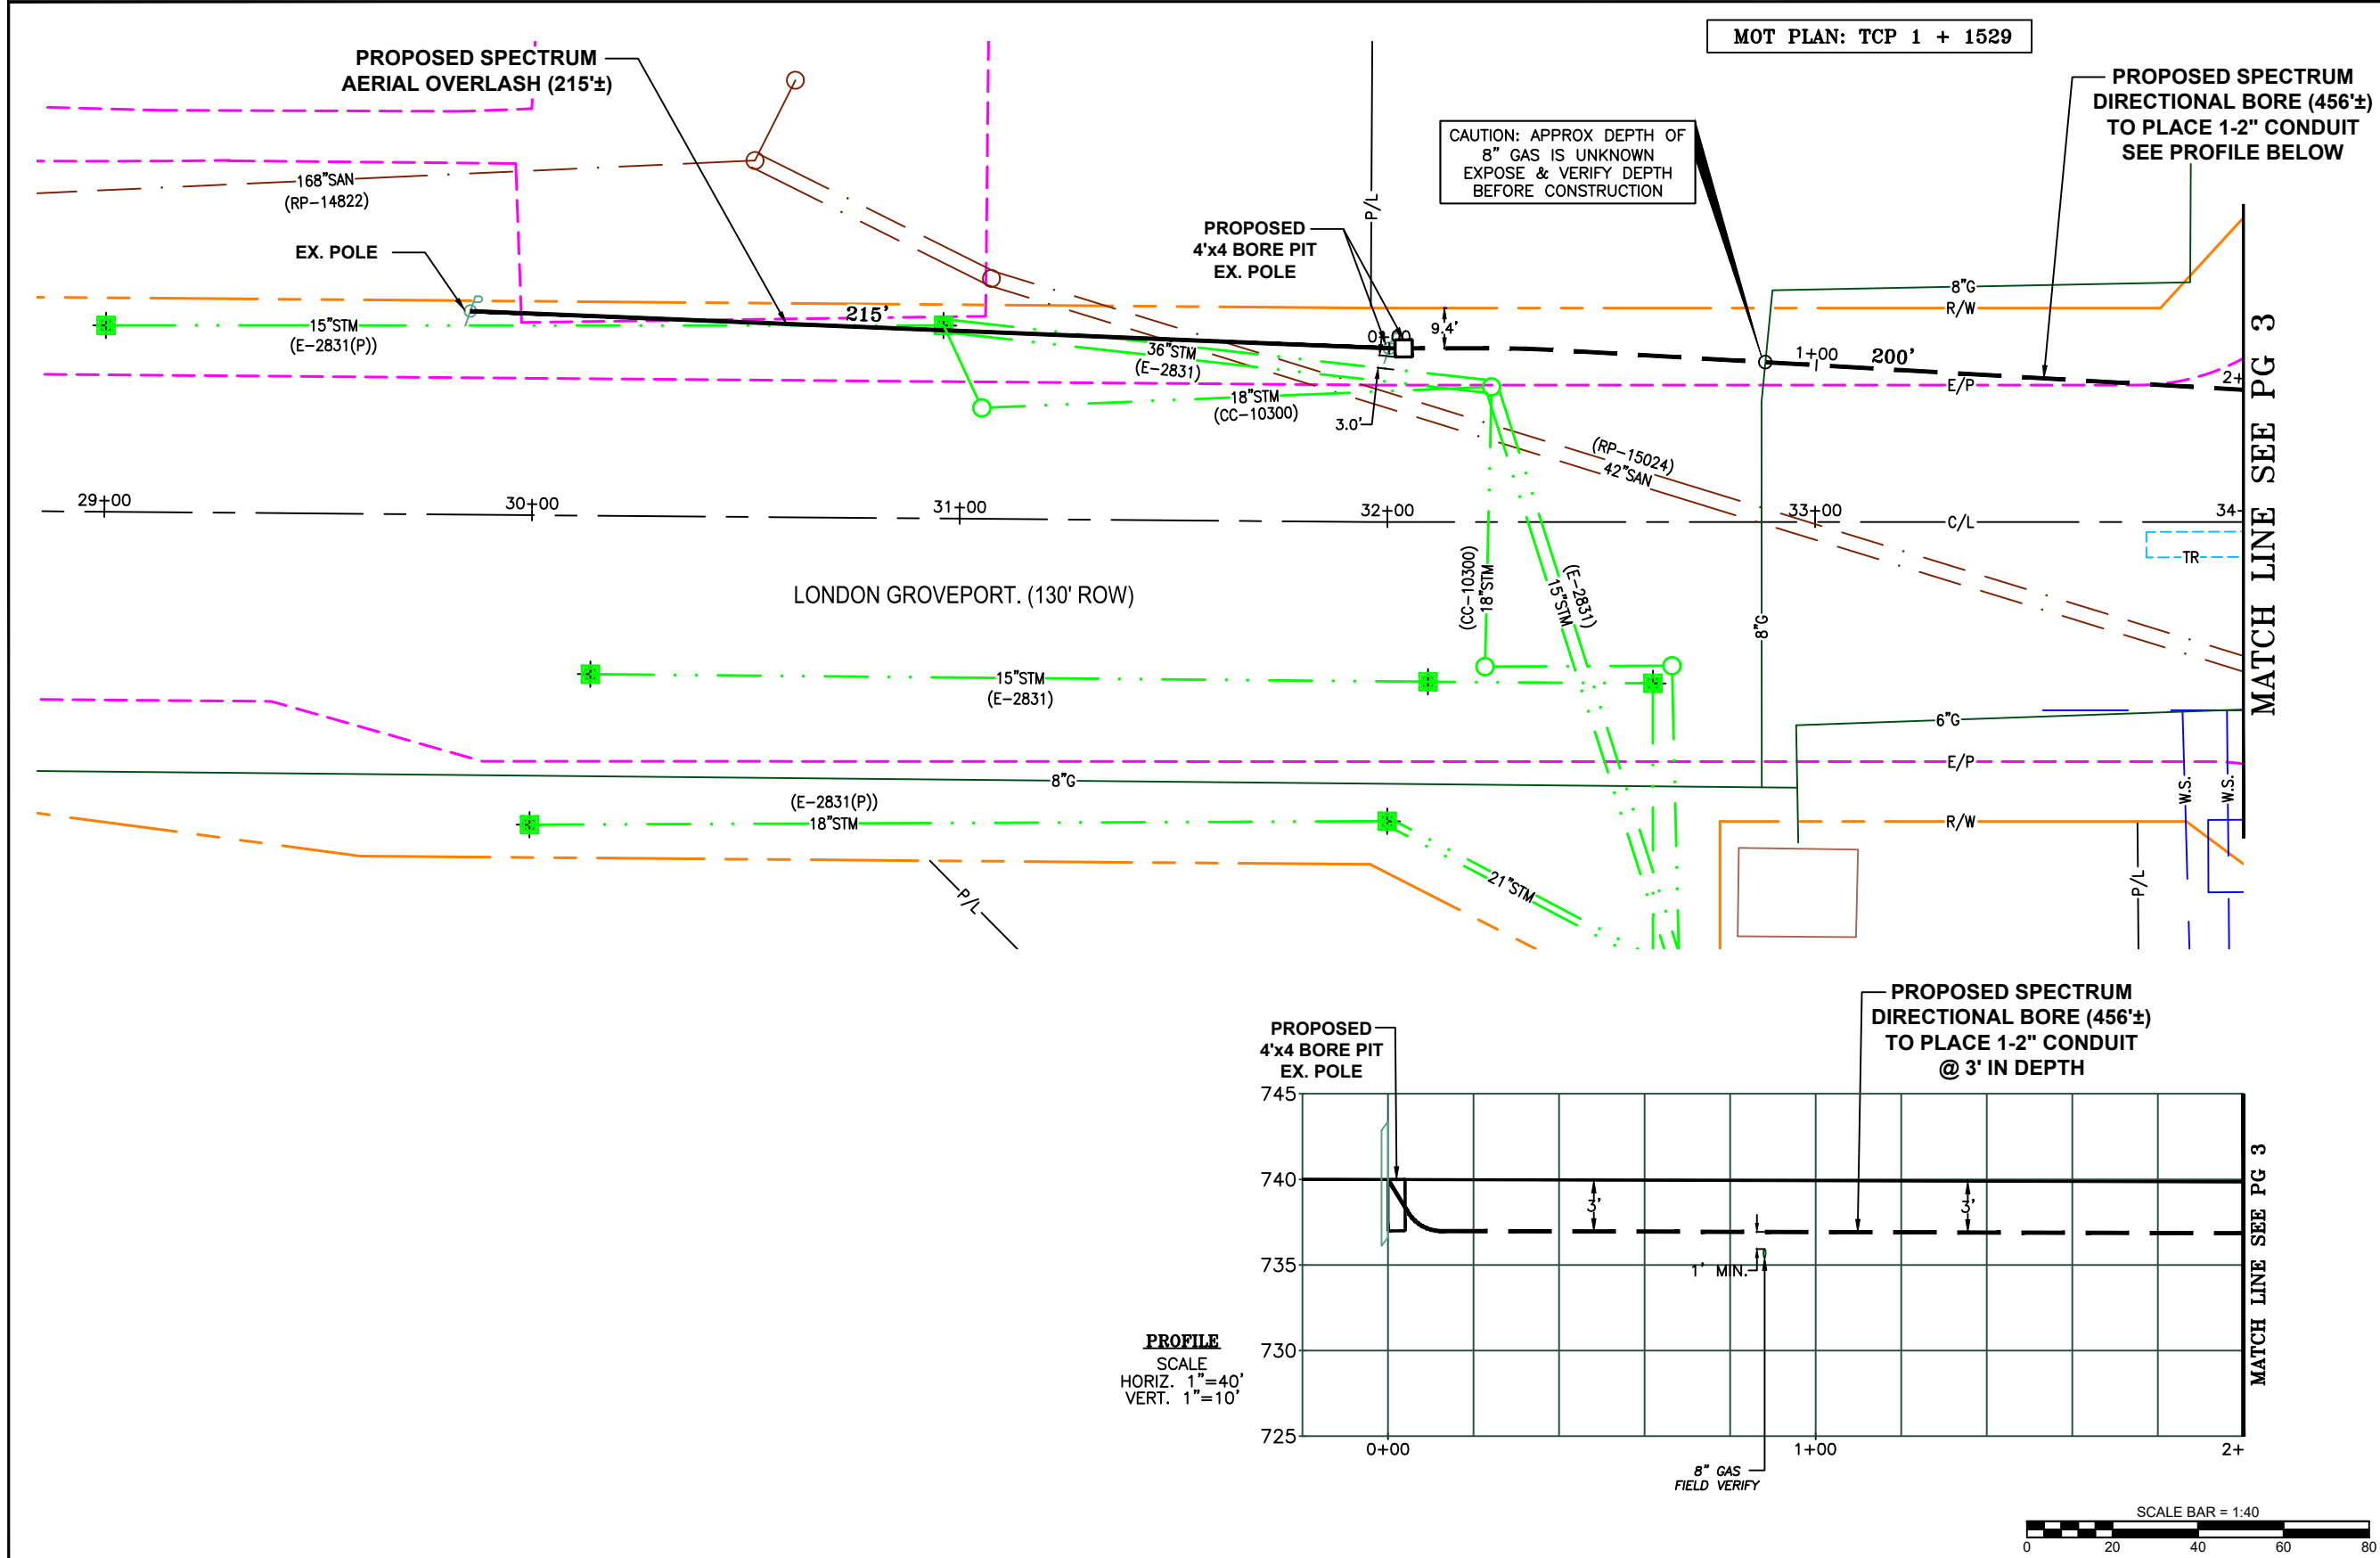 MOT PLAN: TCP 1 + 1529
PROPOSED SPECTRUM
AERIAL OVERLASH (215'±)
PROPOSED SPECTRUM
DIRECTIONAL BORE (456'±)
TO PLACE 1-2" CONDUIT
SEE PROFILE BELOW
CAUTION: APPROX DEPTH OF
8" GAS IS UNKNOWN
EXPOSE & VERIFY DEPTH
BEFORE CONSTRUCTION
168"SAN
(RP-14822)
P/L
EX. POLE
PROPOSED
4'x4 BORE PIT
EX. POLE
8"G
R/W
P
215'
15"STM
(E-2831(P))
36"STM
(E-2831)
0+00
9.4'
1+00
200'
2+
E/P
18"STM
(CC-10300)
3.0'
(RP-15024)
42"SAN
MATCH LINE SEE PG 3
29+00
30+00
31+00
32+00
33+00
34-
C/L
TR
LONDON GROVEPORT. (130' ROW)
(CC-10300)
18"STM
(E-2831)
15"STM
8"G
15"STM
(E-2831)
6"G
E/P
8"G
W.S.
W.S.
(E-2831(P))
18"STM
R/W
21"STM
P/L
P/L
PROPOSED
4'x4 BORE PIT
EX. POLE
PROPOSED SPECTRUM
DIRECTIONAL BORE (456'±)
TO PLACE 1-2" CONDUIT
@ 3' IN DEPTH
745
740
3'
3'
735
1' MIN.
730
725
0+00
1+00
2+
MATCH LINE SEE PG 3
PROFILE
SCALE
HORIZ. 1"=40'
VERT. 1"=10'
8" GAS
FIELD VERIFY
SCALE BAR = 1:40
0 20 40 60 80